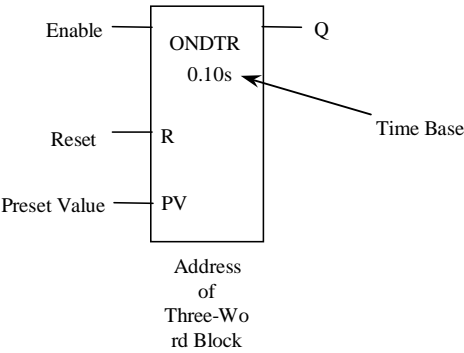 Enable
ONDTR
Q
0.10s
Time Base
Reset
R
Preset Value
PV
Address
of
Three-Wo
rd Block